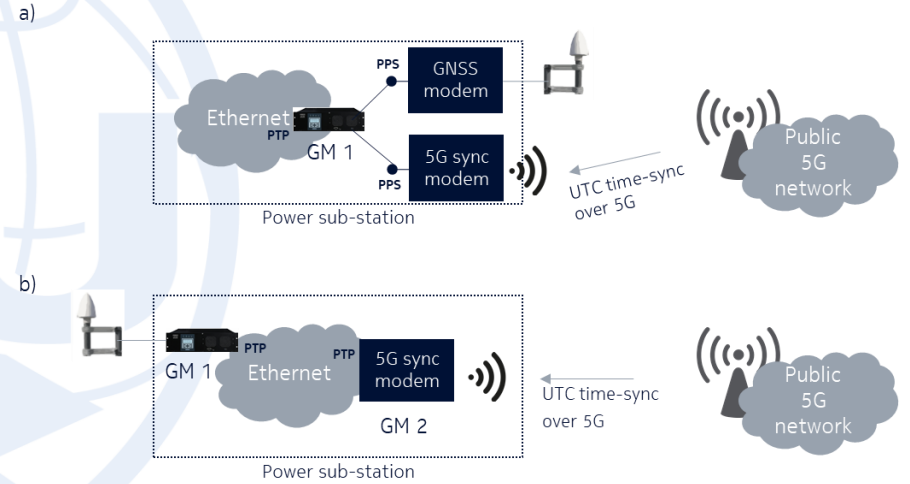 a)
PPS
GNSS
modem
Ethernet
PTP
GM 1
5G sync
modem
PPS
UTC time-sync
over 5G
Public
5G
network
Power sub-station
b)
GM 1
PTP
Ethernet
PTP
5G sync
modem
GM 2
UTC time-sync
over 5G
Public
5G
network
Power sub-station